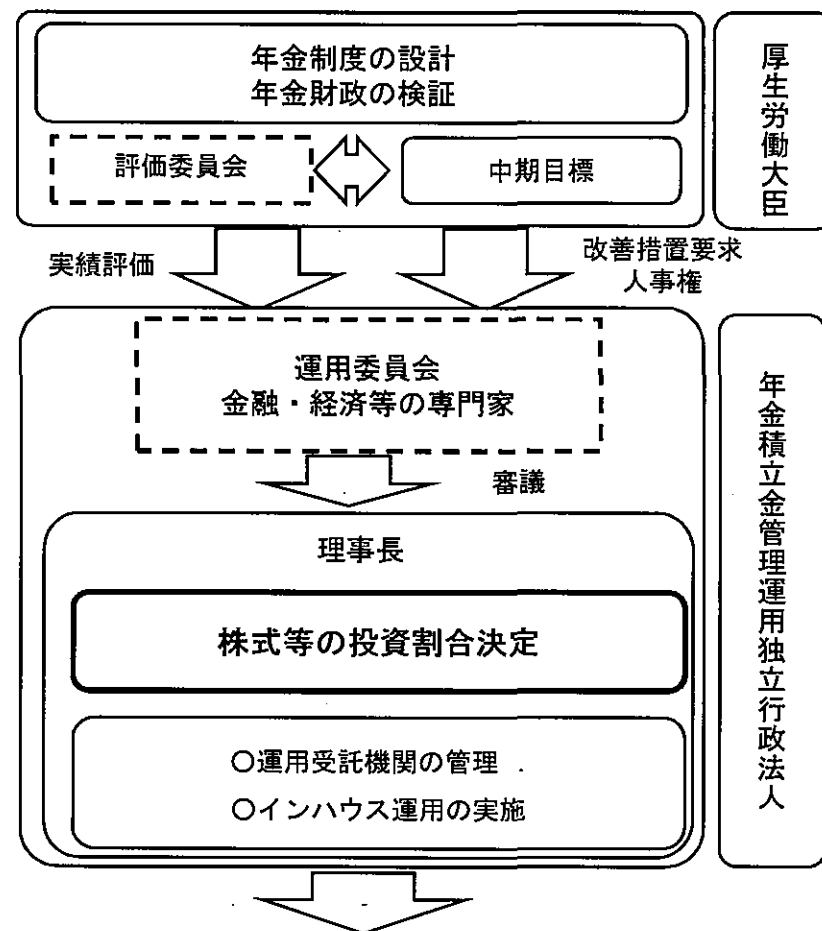 年金制度の設計
年金財政の検証
厚生労働大臣
評価委員会
中期目標
実績評価
改善措置要求
人事権
運用委員会
金融・経済等の専門家
審議
理事長
株式等の投資割合決定
○運用受託機関の管理
○インハウス運用の実施
年金積立金管理運用独立行政法人